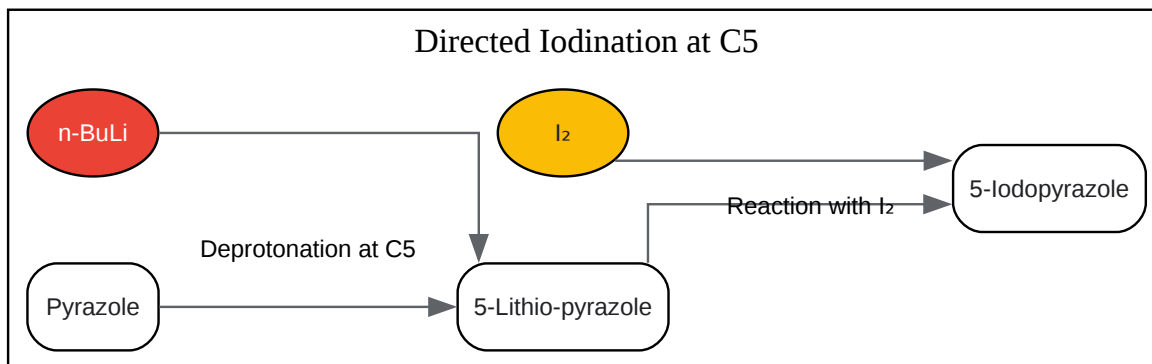 Directed Iodination at C5
n-BuLi
I₂
5-Iodopyrazole
Reaction with I₂
Deprotonation at C5
Pyrazole
5-Lithio-pyrazole